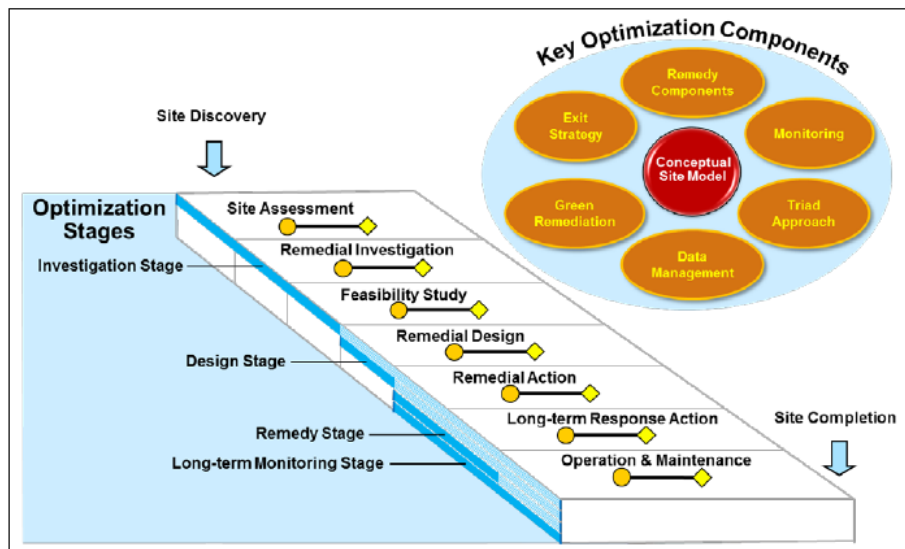 Key Optimization Components
Remedy
Components
Exit
Strategy
Monitoring
Conceptual
Site Model
Green
Remediation
Triad
Approach
Data
Management
Site Discovery
Optimization
Stages
Investigation Stage
Design Stage
Remedy Stage
Long-term Monitoring Stage
Site Assessment
Remedial Investigation
Feasibility Study
Remedial Design
Remedial Action
Long-term Response Action
Operation & Maintenance
Site Completion